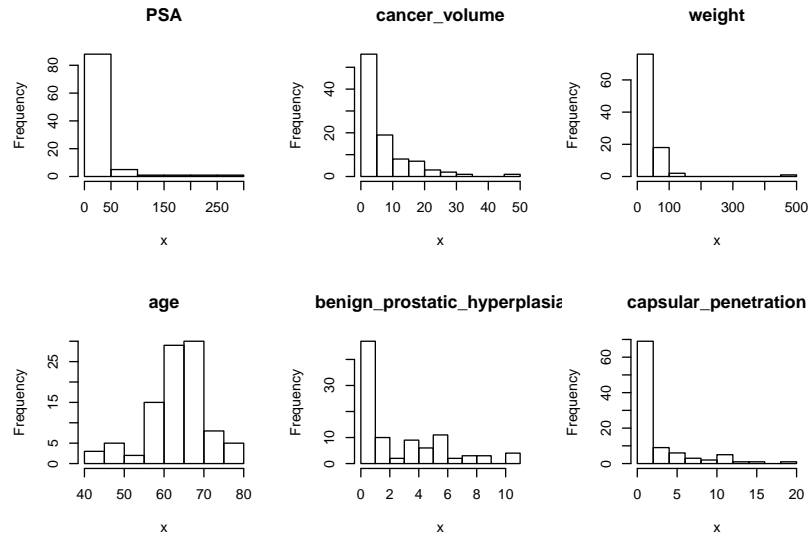 PSA
Frequency
0 20 40 60 80
0 50 150 250
x
cancer_volume
Frequency
0 20 40
0 10 20 30 40 50
x
weight
Frequency
0 20 40 60
0 100 300 500
x
age
Frequency
0 5 15 25
40 50 60 70 80
x
benign_prostatic_hyperplasia
Frequency
0 10 30
0 2 4 6 8 10
x
capsular_penetration
Frequency
0 20 40 60
0 5 10 15 20
x